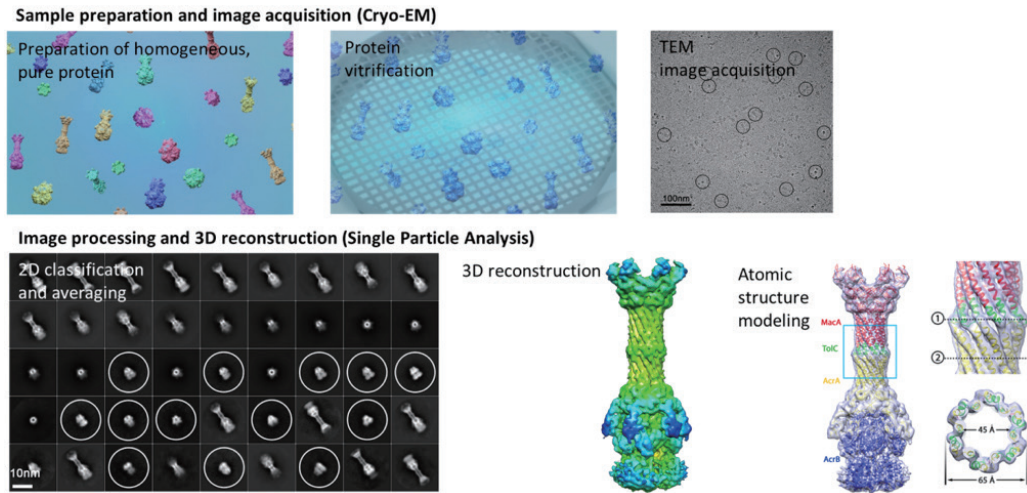 Sample preparation and image acquisition (Cryo-EM)
Preparation of homogeneous,
pure protein
Protein
vitrification
TEM
image acquisition
100nm
Image processing and 3D reconstruction (Single Particle Analysis)
2D classification
and averaging
10nm
3D reconstruction
Atomic
structure
modeling
MacA
TolC
AcrA
AcrB
1
2
45 Å
65 Å